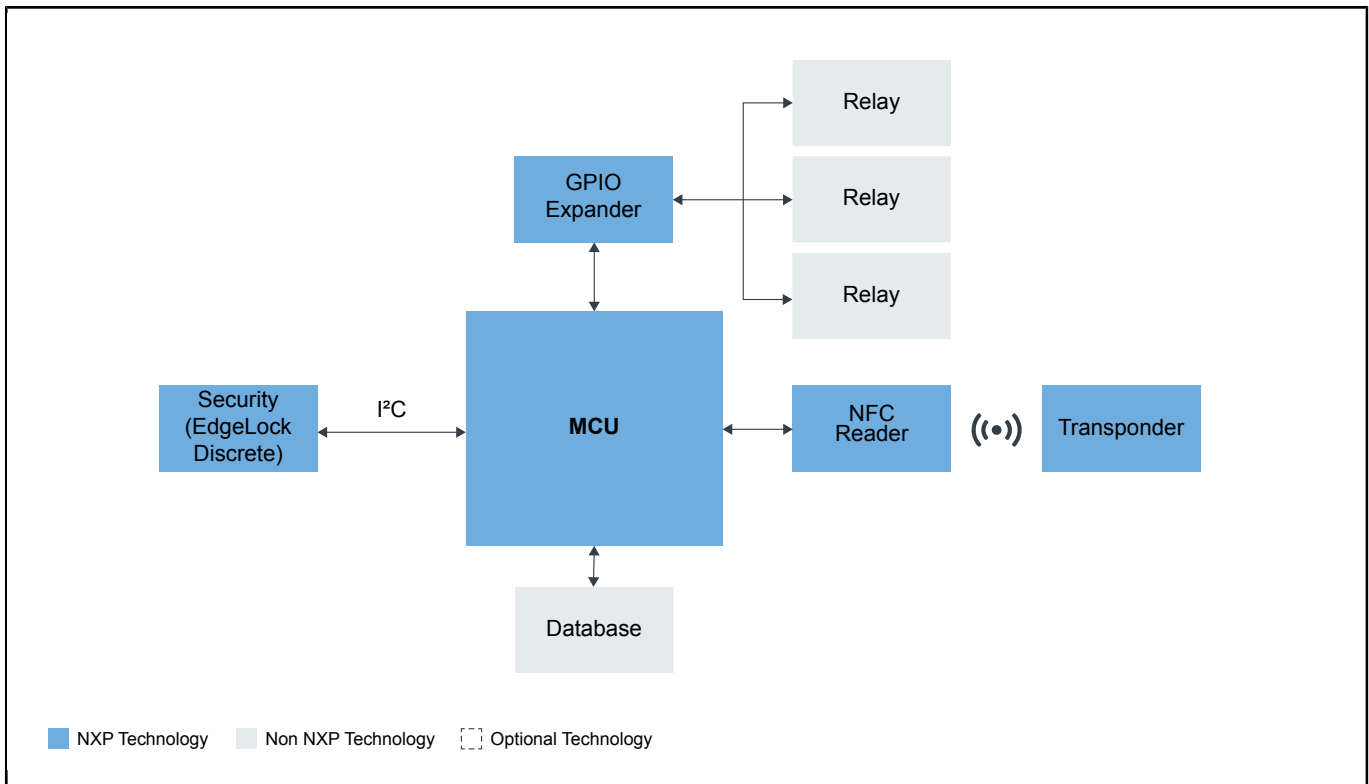 Relay
GPIO
Expander
Relay
Relay
Security
(EdgeLock
Discrete)
I²C
MCU
NFC
Reader
Transponder
Database
NXP Technology
Non NXP Technology
Optional Technology